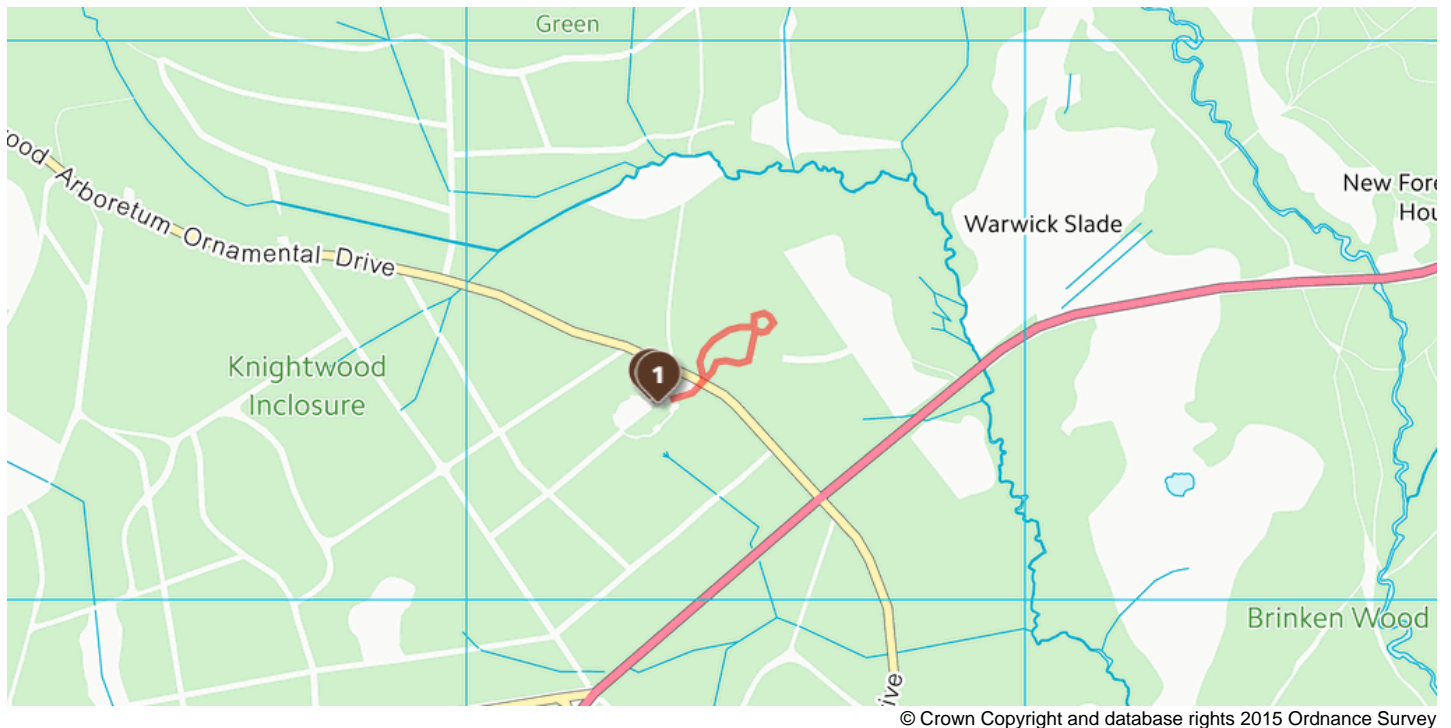 Green
ood Arboretum Ornamental Drive
New Fore
Hou
Warwick Slade
Knightwood
Inclosure
1
Brinken Wood
ive
© Crown Copyright and database rights 2015 Ordnance Survey